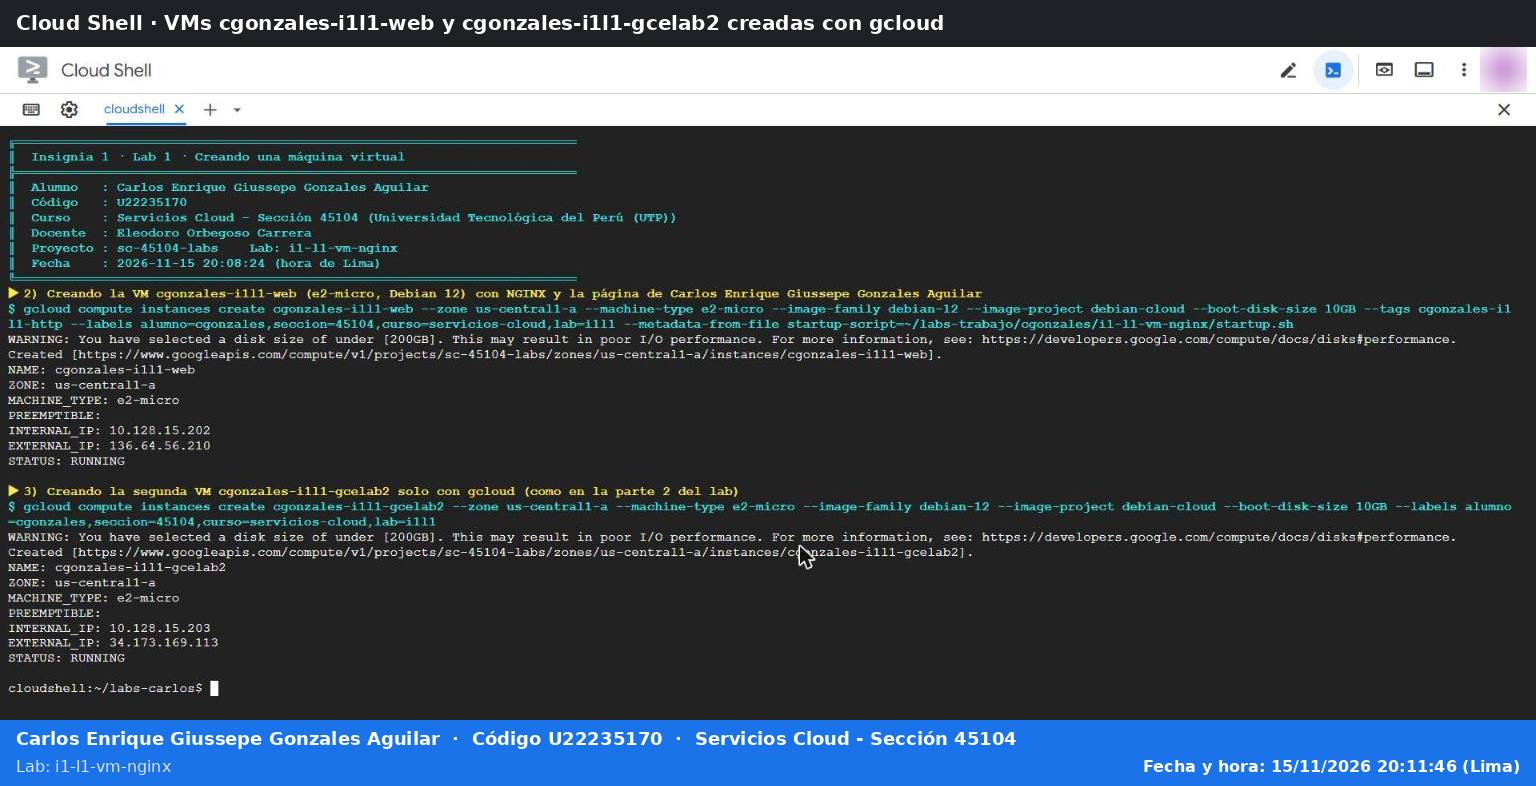 Cloud Shell · VMs cgonzales-i1l1-web y cgonzales-i1l1-gcelab2 creadas con gcloud
Cloud Shell
cloudshell
Insignia 1 · Lab 1 · Creando una máquina virtual
Alumno : Carlos Enrique Giussepe Gonzales Aguilar
Código : U22235170
Curso : Servicios Cloud - Sección 45104 (Universidad Tecnológica del Perú (UTP))
Docente : Eleodoro Orbegoso Carrera
Proyecto : sc-45104-labs Lab: i1-l1-vm-nginx
Fecha : 2026-11-15 20:08:24 (hora de Lima)
▶ 2) Creando la VM cgonzales-i1l1-web (e2-micro, Debian 12) con NGINX y la página de Carlos Enrique Giussepe Gonzales Aguilar
$ gcloud compute instances create cgonzales-i1l1-web --zone us-central1-a --machine-type e2-micro --image-family debian-12 --image-project debian-cloud --boot-disk-size 10GB --tags cgonzales-i1
l1-http --labels alumno=cgonzales,seccion=45104,curso=servicios-cloud,lab=i1l1 --metadata-from-file startup-script=~/labs-trabajo/cgonzales/i1-l1-vm-nginx/startup.sh
WARNING: You have selected a disk size of under [200GB]. This may result in poor I/O performance. For more information, see: https://developers.google.com/compute/docs/disks#performance.
Created [https://www.googleapis.com/compute/v1/projects/sc-45104-labs/zones/us-central1-a/instances/cgonzales-i1l1-web].
NAME: cgonzales-i1l1-web
ZONE: us-central1-a
MACHINE_TYPE: e2-micro
PREEMPTIBLE:
INTERNAL_IP: 10.128.15.202
EXTERNAL_IP: 136.64.56.210
STATUS: RUNNING
▶ 3) Creando la segunda VM cgonzales-i1l1-gcelab2 solo con gcloud (como en la parte 2 del lab)
$ gcloud compute instances create cgonzales-i1l1-gcelab2 --zone us-central1-a --machine-type e2-micro --image-family debian-12 --image-project debian-cloud --boot-disk-size 10GB --labels alumno
=cgonzales,seccion=45104,curso=servicios-cloud,lab=i1l1
WARNING: You have selected a disk size of under [200GB]. This may result in poor I/O performance. For more information, see: https://developers.google.com/compute/docs/disks#performance.
Created [https://www.googleapis.com/compute/v1/projects/sc-45104-labs/zones/us-central1-a/instances/cgonzales-i1l1-gcelab2].
NAME: cgonzales-i1l1-gcelab2
ZONE: us-central1-a
MACHINE_TYPE: e2-micro
PREEMPTIBLE:
INTERNAL_IP: 10.128.15.203
EXTERNAL_IP: 34.173.169.113
STATUS: RUNNING
cloudshell:~/labs-carlos$
Carlos Enrique Giussepe Gonzales Aguilar · Código U22235170 · Servicios Cloud - Sección 45104
Lab: i1-l1-vm-nginx
Fecha y hora: 15/11/2026 20:11:46 (Lima)